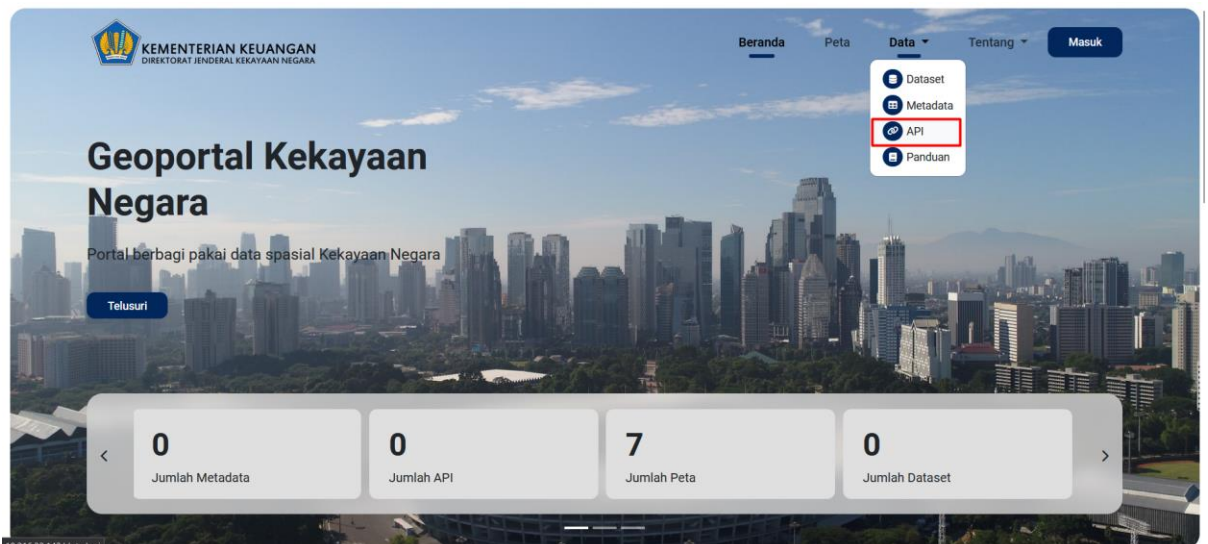 KEMENTERIAN KEUANGAN
DIREKTORAT JENDERAL KEKAYAAN NEGARA
Beranda Peta Data Tentang Masuk
Dataset
Metadata
API
Panduan
Geoportal Kekayaan
Negara
Portal berbagi pakai data spasial Kekayaan Negara
Telusuri
0 0 7 0
Jumlah Metadata Jumlah API Jumlah Peta Jumlah Dataset